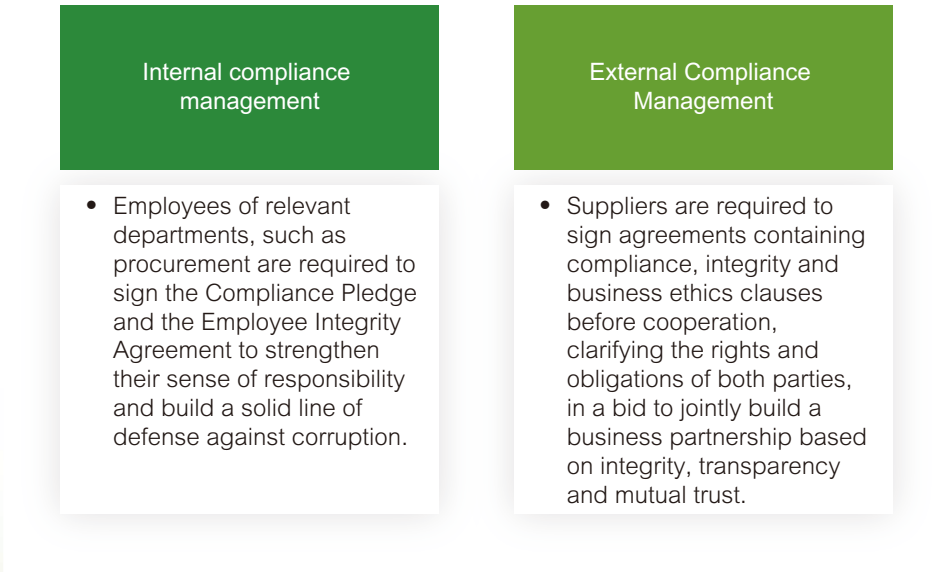 Internal compliance
management
• Employees of relevant
departments, such as
procurement are required to
sign the Compliance Pledge
and the Employee Integrity
Agreement to strengthen
their sense of responsibility
and build a solid line of
defense against corruption.
External Compliance
Management
• Suppliers are required to
sign agreements containing
compliance, integrity and
business ethics clauses
before cooperation,
clarifying the rights and
obligations of both parties,
in a bid to jointly build a
business partnership based
on integrity, transparency
and mutual trust.